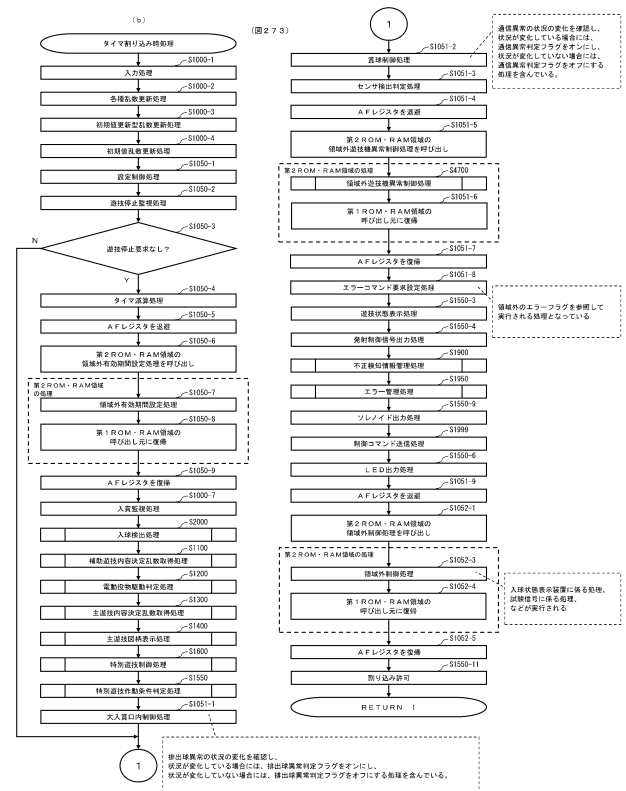 (図273)
(b)
タイマ割り込み時処理
S1000-1
入力処理
S1000-2
各種乱数更新処理
S1000-3
初期値更新型乱数更新処理
S1000-4
初期値乱数更新処理
S1050-1
設定制御処理
S1050-2
遊技停止監視処理
S1050-3
N
遊技停止要求なし?
Y
S1050-4
タイマ減算処理
S1050-5
AFレジスタを退避
S1050-6
第2ROM・RAM領域の
領域外有効期間設定処理を呼び出し
第2ROM・RAM領域
の処理
S1050-7
領域外有効期間設定処理
S1050-8
第1ROM・RAM領域の
呼び出し元に復帰
S1050-9
AFレジスタを復帰
S1000-7
入賞監視処理
S2000
入球検出処理
S1100
補助遊技内容決定乱数取得処理
S1200
電動役物駆動判定処理
S1300
主遊技内容決定乱数取得処理
S1400
主遊技図柄表示処理
S1600
特別遊技制御処理
S1550
特別遊技作動条件判定処理
S1051-1
大入賞口内制御処理
1
排出球異常の状況の変化を確認し、
状況が変化している場合には、排出球異常判定フラグをオンにし、
状況が変化していない場合には、排出球異常判定フラグをオフにする処理を含んでいる。
1
S1051-2
賞球制御処理
通信異常の状況の変化を確認し、
状況が変化している場合には、
通信異常判定フラグをオンにし、
状況が変化していない場合には、
通信異常判定フラグをオフにする
処理を含んでいる。
S1051-3
センサ検出判定処理
S1051-4
AFレジスタを退避
S1051-5
第2ROM・RAM領域の
領域外遊技機異常制御処理を呼び出し
第2ROM・RAM領域の処理
S4700
領域外遊技機異常制御処理
S1051-6
第1ROM・RAM領域の
呼び出し元に復帰
S1051-7
AFレジスタを復帰
S1051-8
エラーコマンド要求設定処理
領域外のエラーフラグを参照して
実行される処理となっている
S1550-3
遊技状態表示処理
S1550-4
発射制御信号出力処理
S1900
不正検知情報管理処理
S1950
エラー管理処理
S1550-9
ソレノイド出力処理
S1999
制御コマンド送信処理
S1550-6
LED出力処理
S1051-9
AFレジスタを退避
S1052-1
第2ROM・RAM領域の
領域外制御処理を呼び出し
第2ROM・RAM領域の処理
S1052-3
領域外制御処理
S1052-4
第1ROM・RAM領域の
呼び出し元に復帰
入球状態表示装置に係る処理、
試験信号に係る処理、
などが実行される
S1052-5
AFレジスタを復帰
S1550-11
割り込み許可
RETURN I